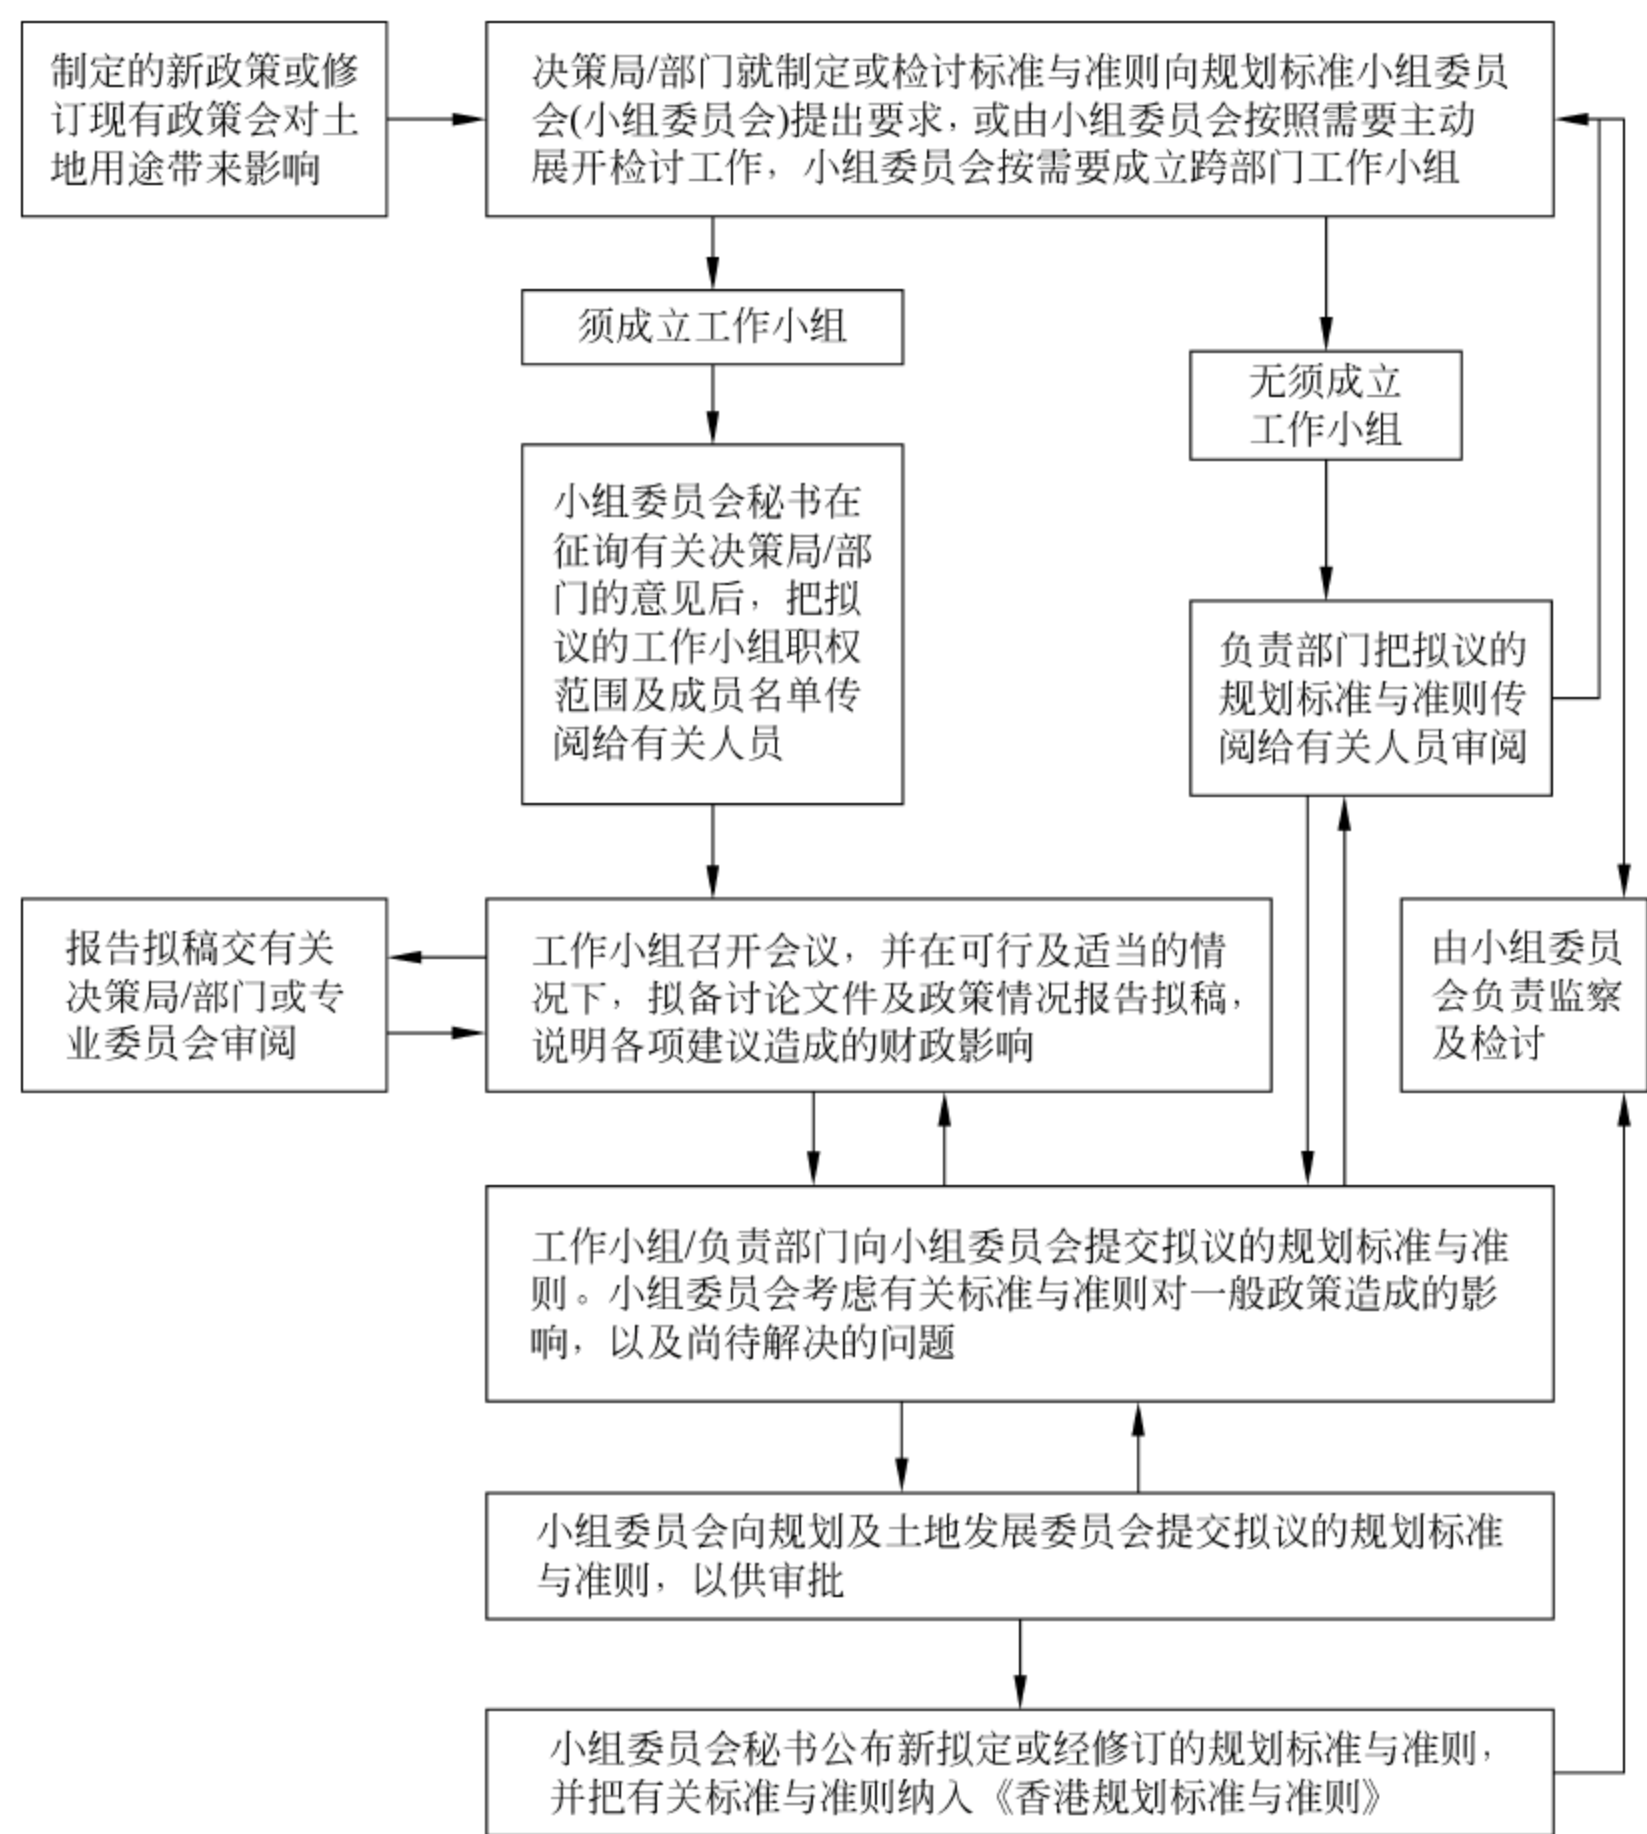 制定的新政策或修
订现有政策会对土
地用途带来影响
决策局/部门就制定或检讨标准与准则向规划标准小组委员
会(小组委员会)提出要求，或由小组委员会按照需要主动
展开检讨工作，小组委员会按需要成立跨部门工作小组
须成立工作小组
无须成立
工作小组
小组委员会秘书在
征询有关决策局/部
门的意见后，把拟
议的工作小组职权
范围及成员名单传
阅给有关人员
负责部门把拟议的
规划标准与准则传
阅给有关人员审阅
报告拟稿交有关
决策局/部门或专
业委员会审阅
工作小组召开会议，并在可行及适当的情
况下，拟备讨论文件及政策情况报告拟稿，
说明各项建议造成的财政影响
由小组委员
会负责监察
及检讨
工作小组/负责部门向小组委员会提交拟议的规划标准与准
则。小组委员会考虑有关标准与准则对一般政策造成的影
响，以及尚待解决的问题
小组委员会向规划及土地发展委员会提交拟议的规划标准
与准则，以供审批
小组委员会秘书公布新拟定或经修订的规划标准与准则，
并把有关标准与准则纳入《香港规划标准与准则》